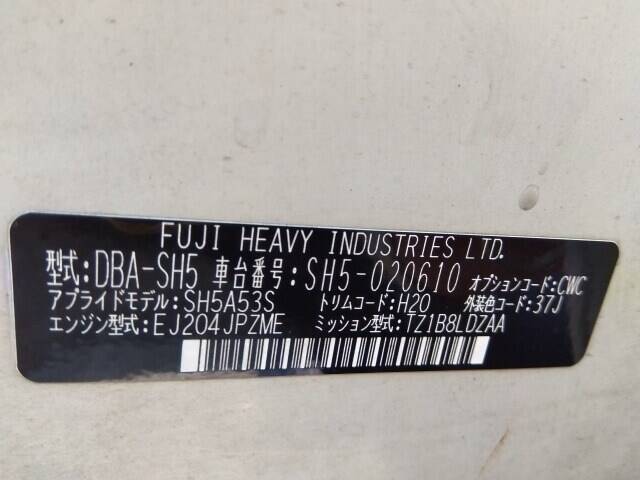 FUJI HEAVY INDUSTRIES LTD.
型式:DBA-SH5 車台番号:SH5-020610 オプションコード:CWC
アプライドモデル:SH5A53S トリムコード:H20 外装色コード:37J
エンジン型式:EJ204JPZME ミッション型式:TZ1B8LDZAA